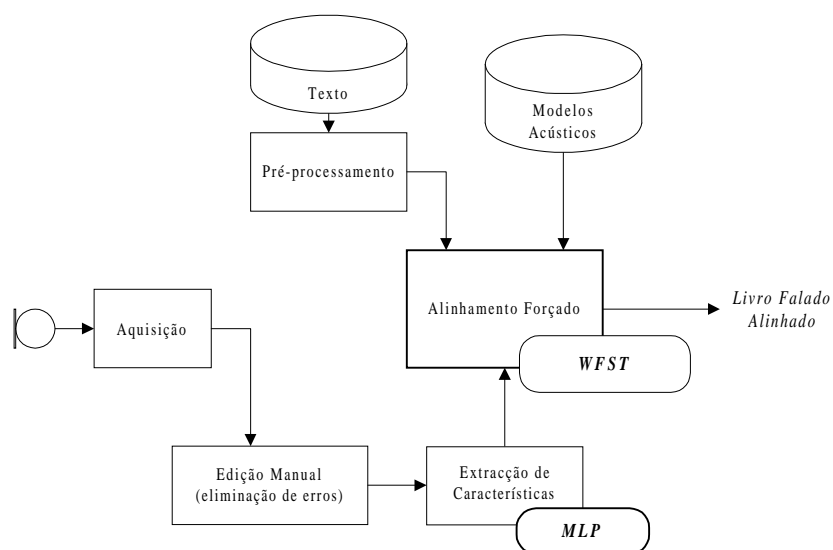 Texto
Modelos
Acústicos
Pré-processamento
Alinhamento Forçado
Livro Falado
Alinhado
Aquisição
WFST
Edição Manual
(eliminação de erros)
Extracção de
Características
MLP